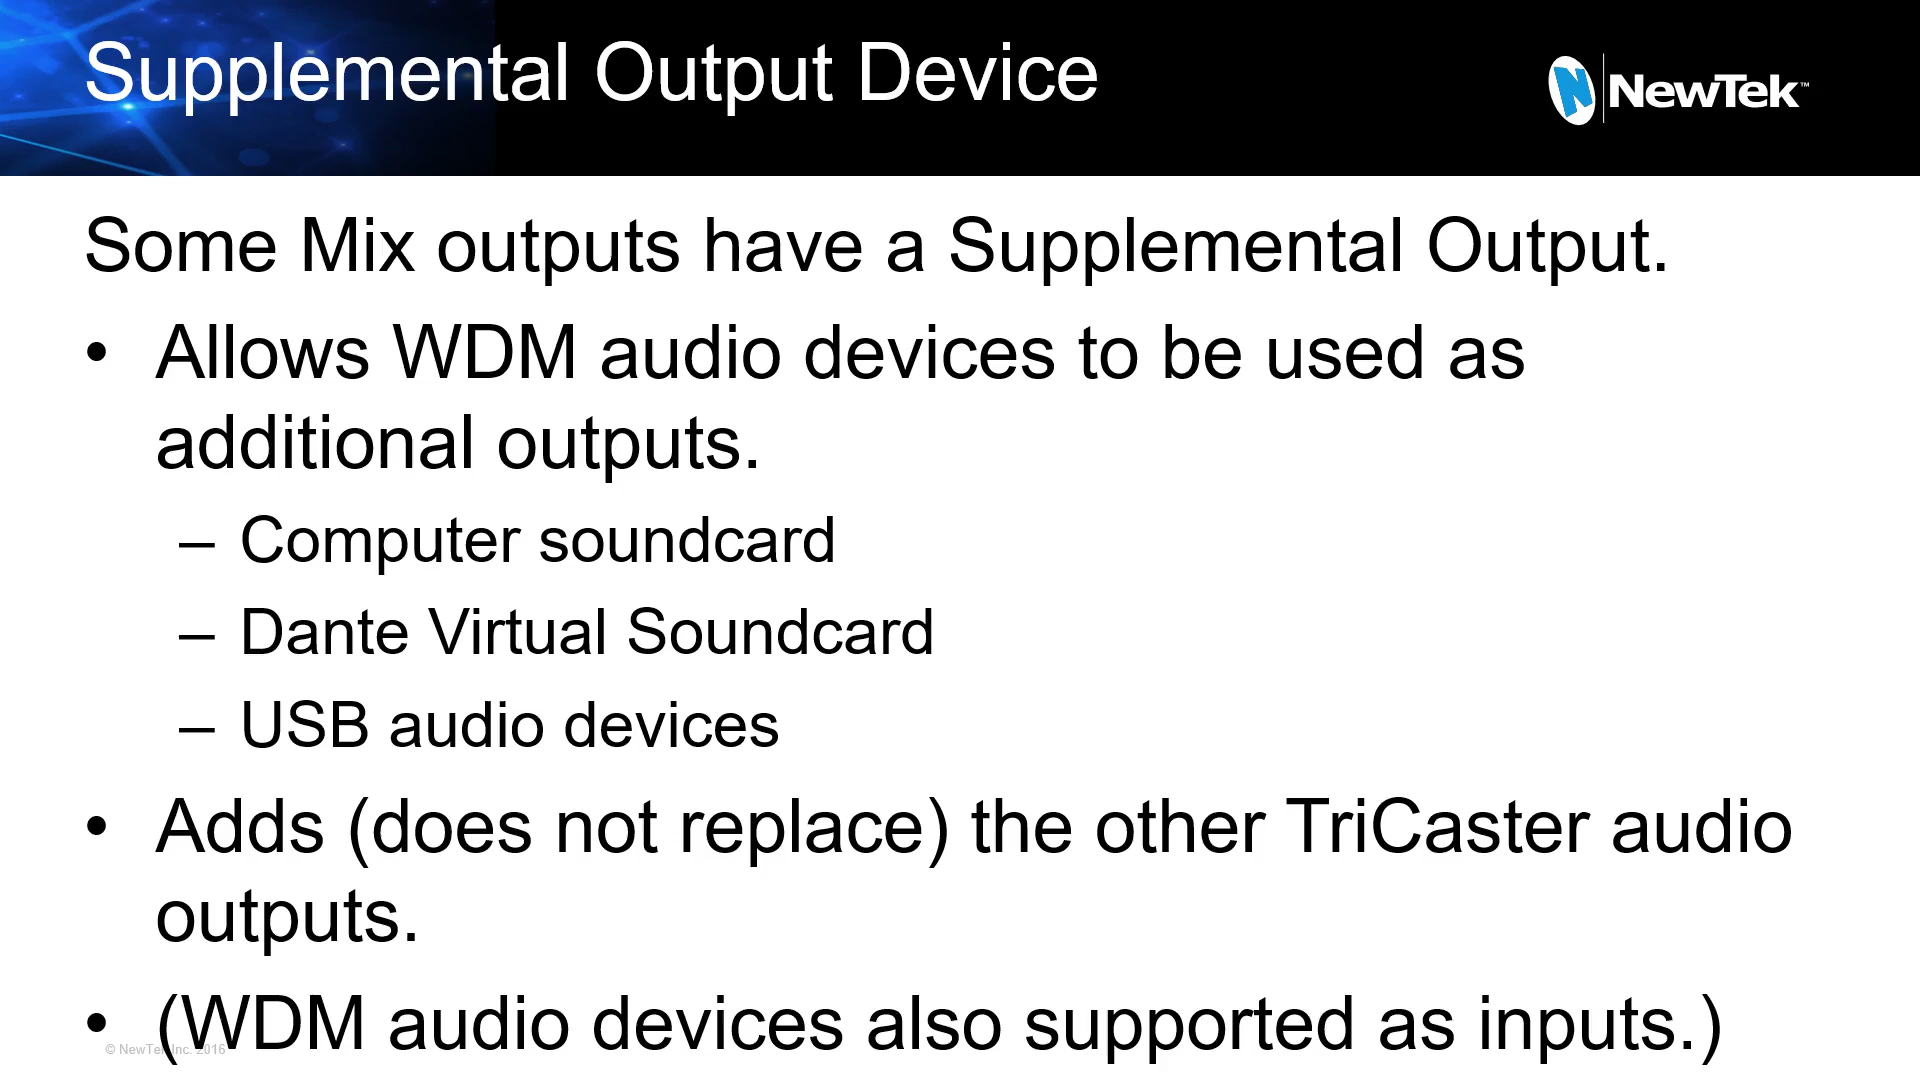 Supplemental Output Device
NewTek™
Some Mix outputs have a Supplemental Output.
• Allows WDM audio devices to be used as
additional outputs.
– Computer soundcard
– Dante Virtual Soundcard
– USB audio devices
• Adds (does not replace) the other TriCaster audio
outputs.
• (WDM audio devices also supported as inputs.)
© NewTek Inc. 2016